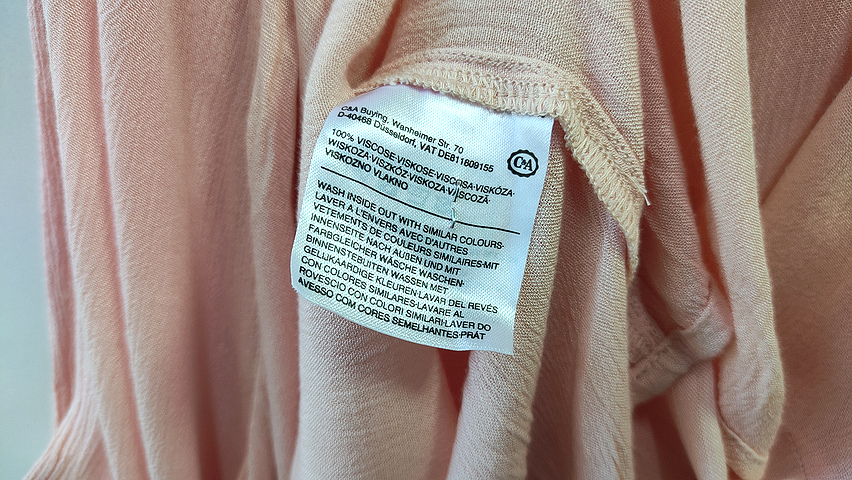 C&A Buying, Wanheimer Str. 70
D-40468 Düsseldorf, VAT DE811609155
C&A
100% VISCOSE·VISKOSE·VISCOSA·VISKÓZA·
WISKOZA·VISZKÓZ·VISKOZA·VISCOZĂ·
VISKOZNO VLAKNO
WASH INSIDE OUT WITH SIMILAR COLOURS·
LAVER A L'ENVERS AVEC D'AUTRES
VETEMENTS DE COULEURS SIMILAIRES·MIT
INNENSEITE NACH AUßEN UND MIT
FARBGLEICHER WÄSCHE WASCHEN·
BINNENSTEBUITEN WASSEN MET
GELIJKAARDIGE KLEUREN·LAVAR DEL REVÉS
CON COLORES SIMILARES·LAVARE AL
ROVESCIO CON COLORI SIMILARI·LAVER DO
AVESSO COM CORES SEMELHANTES·PRÁT